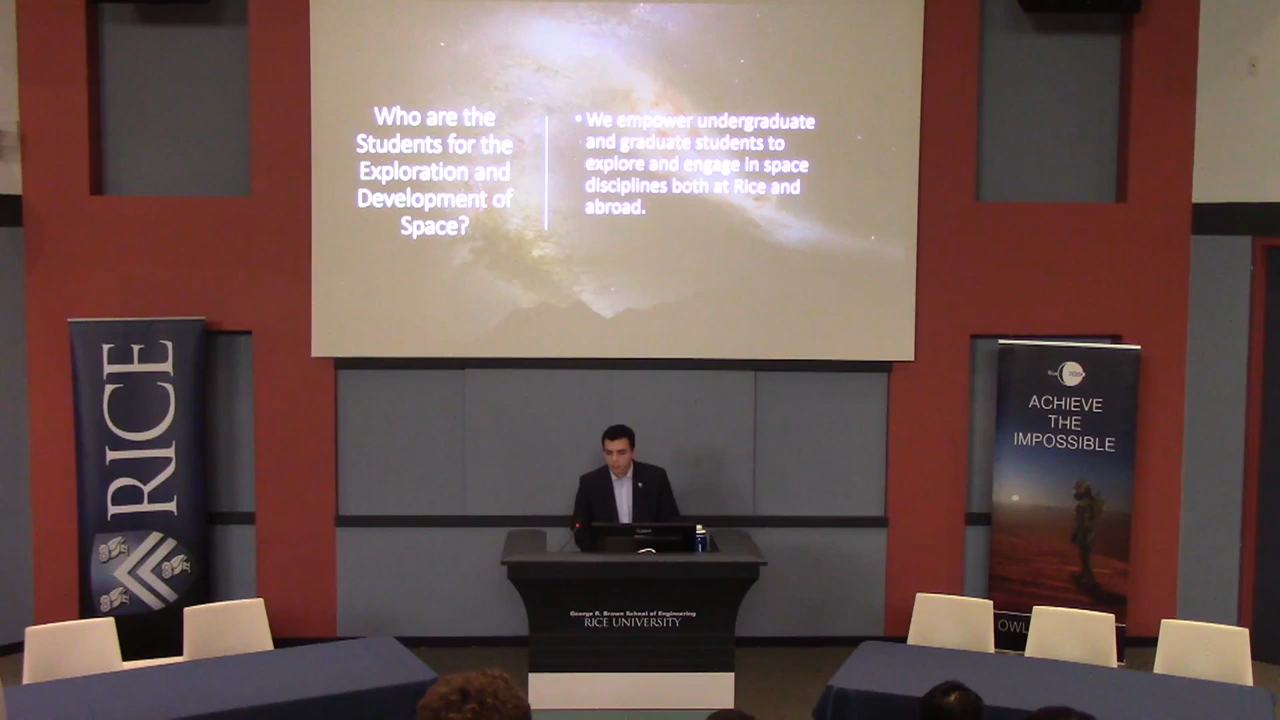 Who are the
Students for the
Exploration and
Development of
Space?
• We empower undergraduate
and graduate students to
explore and engage in space
disciplines both at Rice and
abroad.
RICE
ACHIEVE
THE
IMPOSSIBLE
OWL
George R. Brown School of Engineering
RICE UNIVERSITY